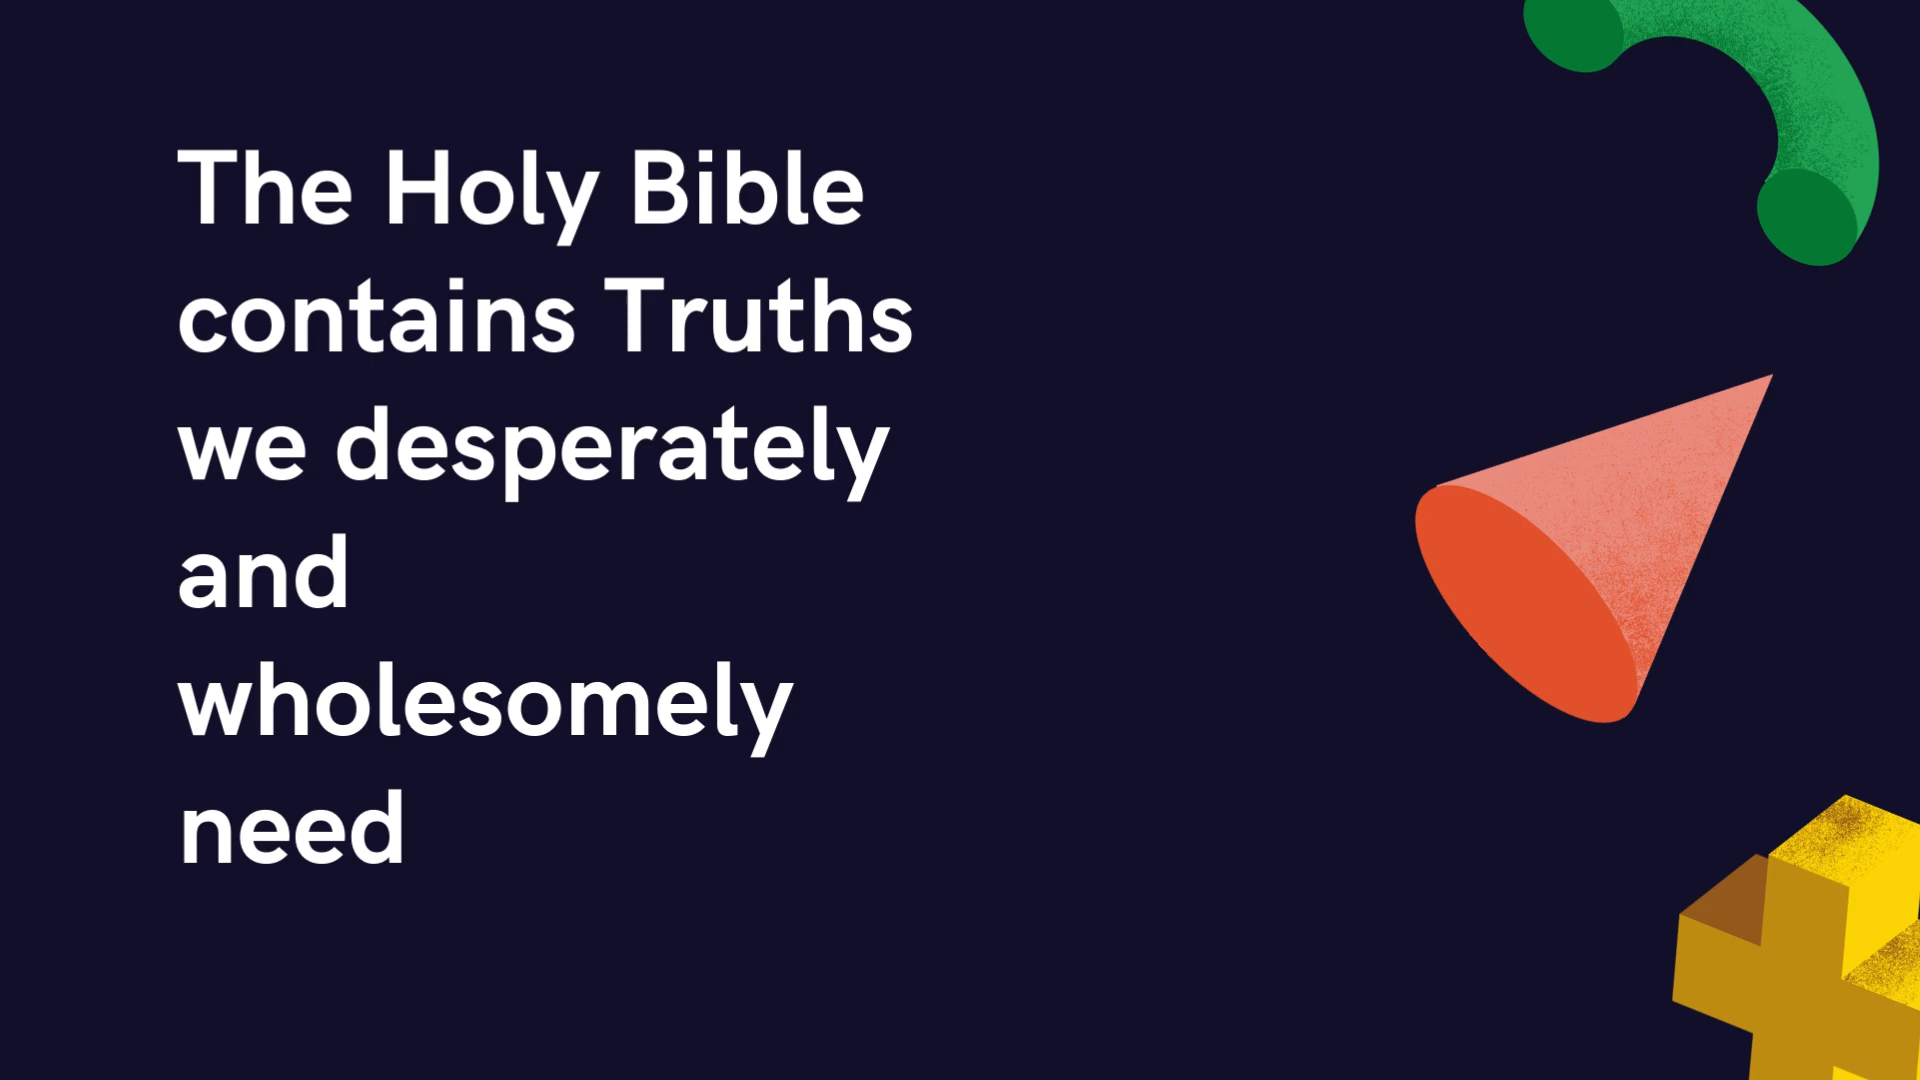 The Holy Bible
contains Truths
we desperately
and
wholesomely
need